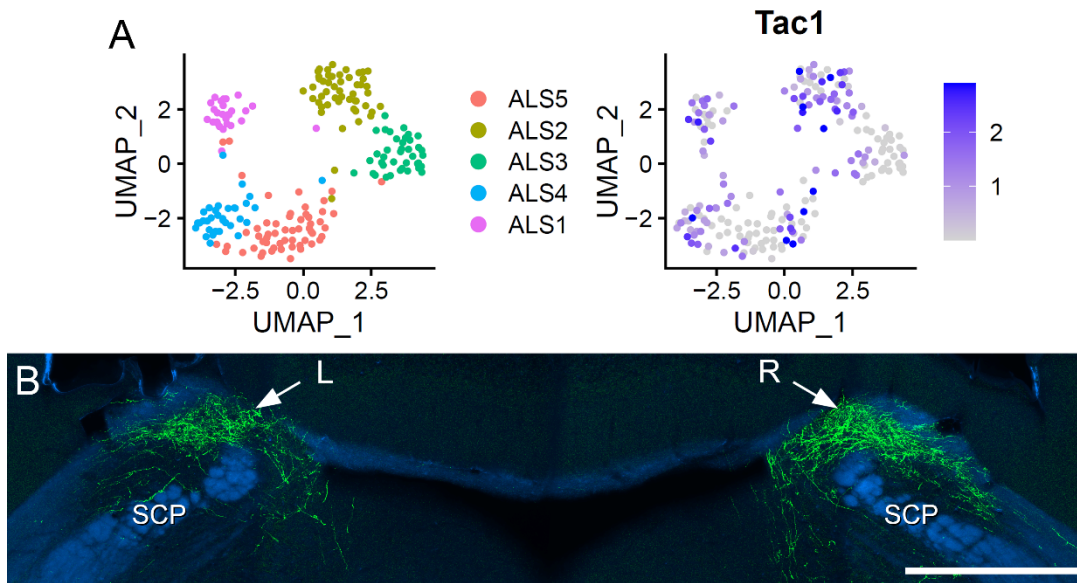 A
Tac1
UMAP_2
2
0
−2
−2.5
0.0
2.5
UMAP_1
ALS5
ALS2
ALS3
ALS4
ALS1
UMAP_2
2
0
−2
−2.5
0.0
2.5
UMAP_1
2
1
B
L
R
SCP
SCP